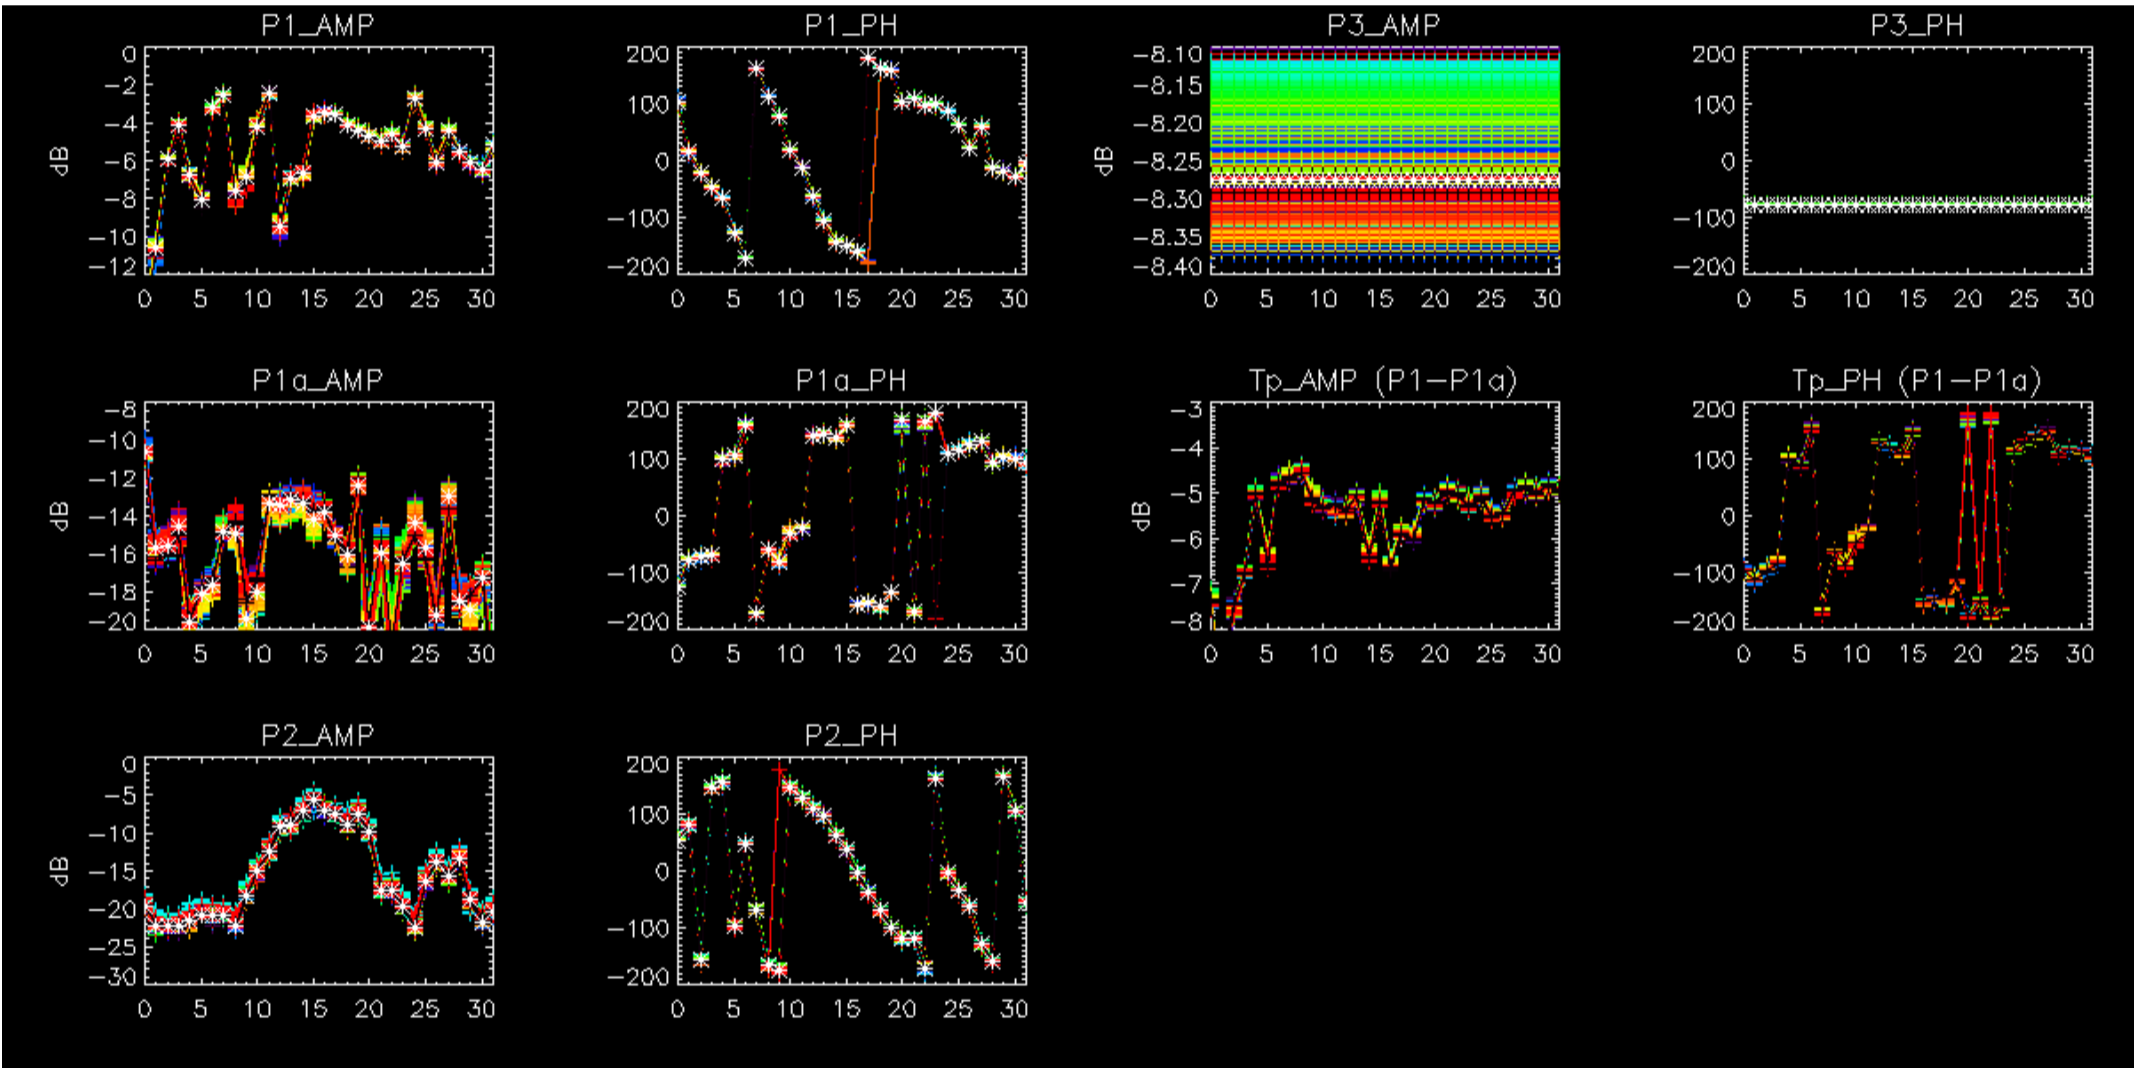 P1_AMP
dB
0
−2
−4
−6
−8
−10
−12
0 5 10 15 20 25 30
P1_PH
200
100
0
−100
−200
0 5 10 15 20 25 30
P3_AMP
dB
−8.10
−8.15
−8.20
−8.25
−8.30
−8.35
−8.40
0 5 10 15 20 25 30
P3_PH
200
100
0
−100
−200
0 5 10 15 20 25 30
P1a_AMP
dB
−8
−10
−12
−14
−16
−18
−20
0 5 10 15 20 25 30
P1a_PH
200
100
0
−100
−200
0 5 10 15 20 25 30
Tp_AMP (P1−P1a)
dB
−3
−4
−5
−6
−7
−8
0 5 10 15 20 25 30
Tp_PH (P1−P1a)
200
100
0
−100
−200
0 5 10 15 20 25 30
P2_AMP
dB
0
−5
−10
−15
−20
−25
−30
0 5 10 15 20 25 30
P2_PH
200
100
0
−100
−200
0 5 10 15 20 25 30